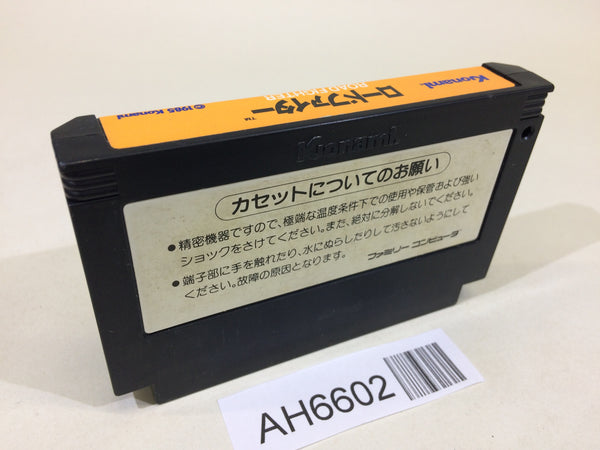 Konami
ロードファイター™
ROAD FIGHTER
© 1985 Konami
Konami
カセットについてのお願い
●精密機器ですので、極端な温度条件下での使用や保管および強い
ショックをさけてください。また、絶対に分解しないでください。
●端子部に手を触れたり、水にぬらしたりして汚さないようにして
ください。故障の原因となります。
ファミリーコンピュータ
AH6602